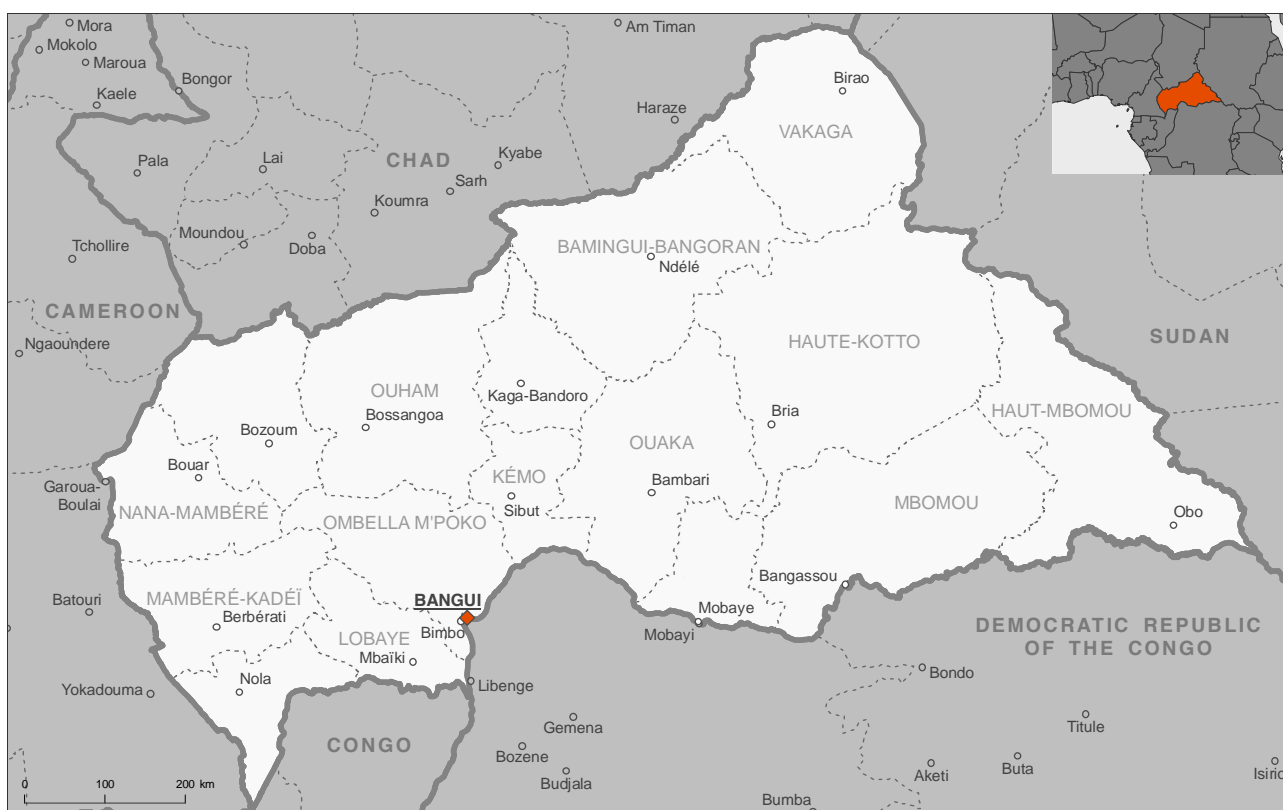 Mora
Mokolo
Maroua
Kaele
Bongor
Am Timan
Haraze
Birao
VAKAGA
Pala
Lai
CHAD
Kyabe
Sarh
Koumra
Moundou
Doba
Tchollire
BAMINGUI-BANGORAN
Ndélé
CAMEROON
Ngaoundere
SUDAN
HAUTE-KOTTO
OUHAM
Bossangoa
Kaga-Bandoro
HAUT-MBOMOU
Bria
Bozoum
OUAKA
Bouar
KÉMO
Bambari
Garoua-
Boulai
NANA-MAMBÉRÉ
OMBELLA M'POKO
Sibut
MBOMOU
Obo
Bangassou
Batouri
MAMBÉRÉ-KADÉÏ
Berbérati
BANGUI
Bimbo
LOBAYE
Mbaïki
Mobaye
Mobayi
DEMOCRATIC REPUBLIC
OF THE CONGO
Yokadouma
Nola
Libenge
Bondo
Gemena
Titule
CONGO
Bozene
Budjala
Aketi
Buta
Isiro
Bumba
0 100 200 km